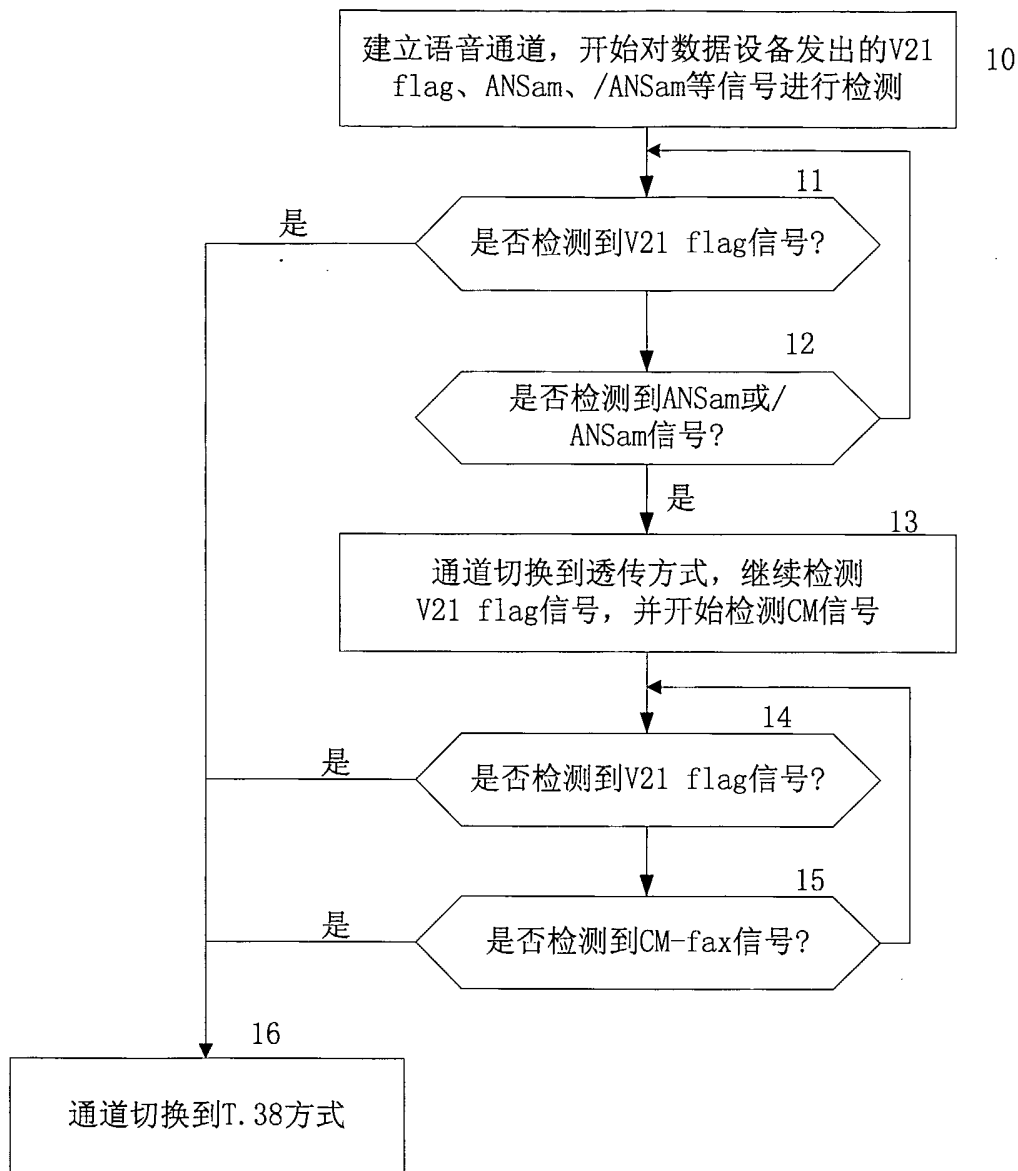 建立语音通道，开始对数据设备发出的V21
flag、ANSam、/ANSam等信号进行检测
10
11
是
是否检测到V21 flag信号?
12
是否检测到ANSam或/
ANSam信号?
是
13
通道切换到透传方式，继续检测
V21 flag信号，并开始检测CM信号
14
是
是否检测到V21 flag信号?
15
是
是否检测到CM-fax信号?
16
通道切换到T.38方式